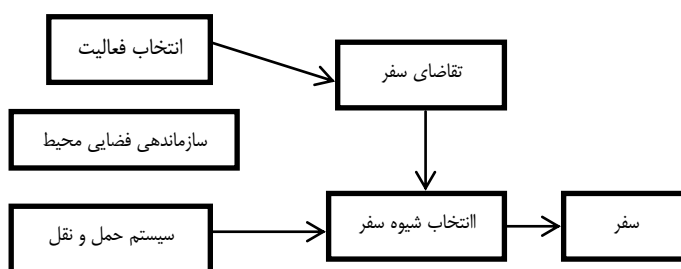 انتخاب فعالیت
تقاضای سفر
سازماندهی فضایی محیط
سیستم حمل و نقل
اانتخاب شیوه سفر
سفر